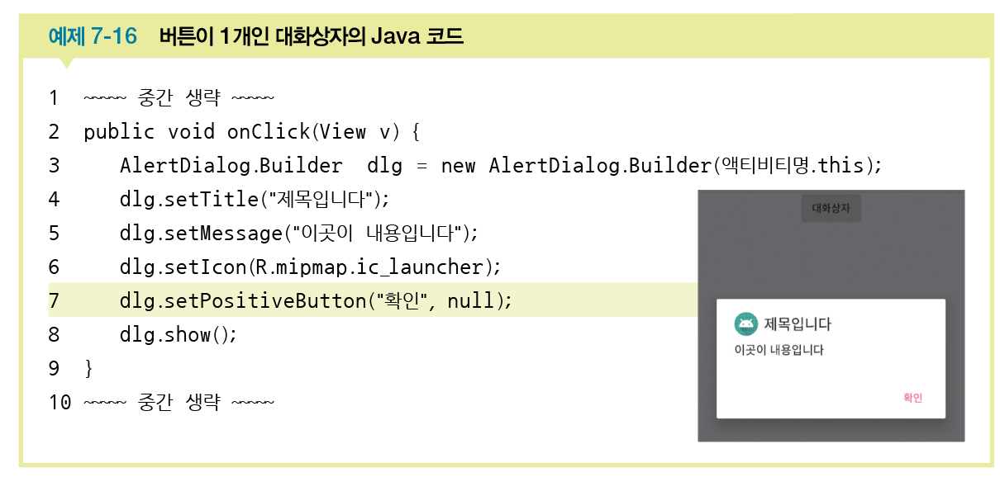 예제 7-16 버튼이 1개인 대화상자의 Java 코드
1 ~~~~~ 중간 생략 ~~~~~
2 public void onClick(View v) {
3 AlertDialog.Builder dlg = new AlertDialog.Builder(액티비티명.this);
4 dlg.setTitle("제목입니다");
5 dlg.setMessage("이곳이 내용입니다");
6 dlg.setIcon(R.mipmap.ic_launcher);
7 dlg.setPositiveButton("확인", null);
8 dlg.show();
9 }
10 ~~~~~ 중간 생략 ~~~~~
대화상자
제목입니다
이곳이 내용입니다
확인